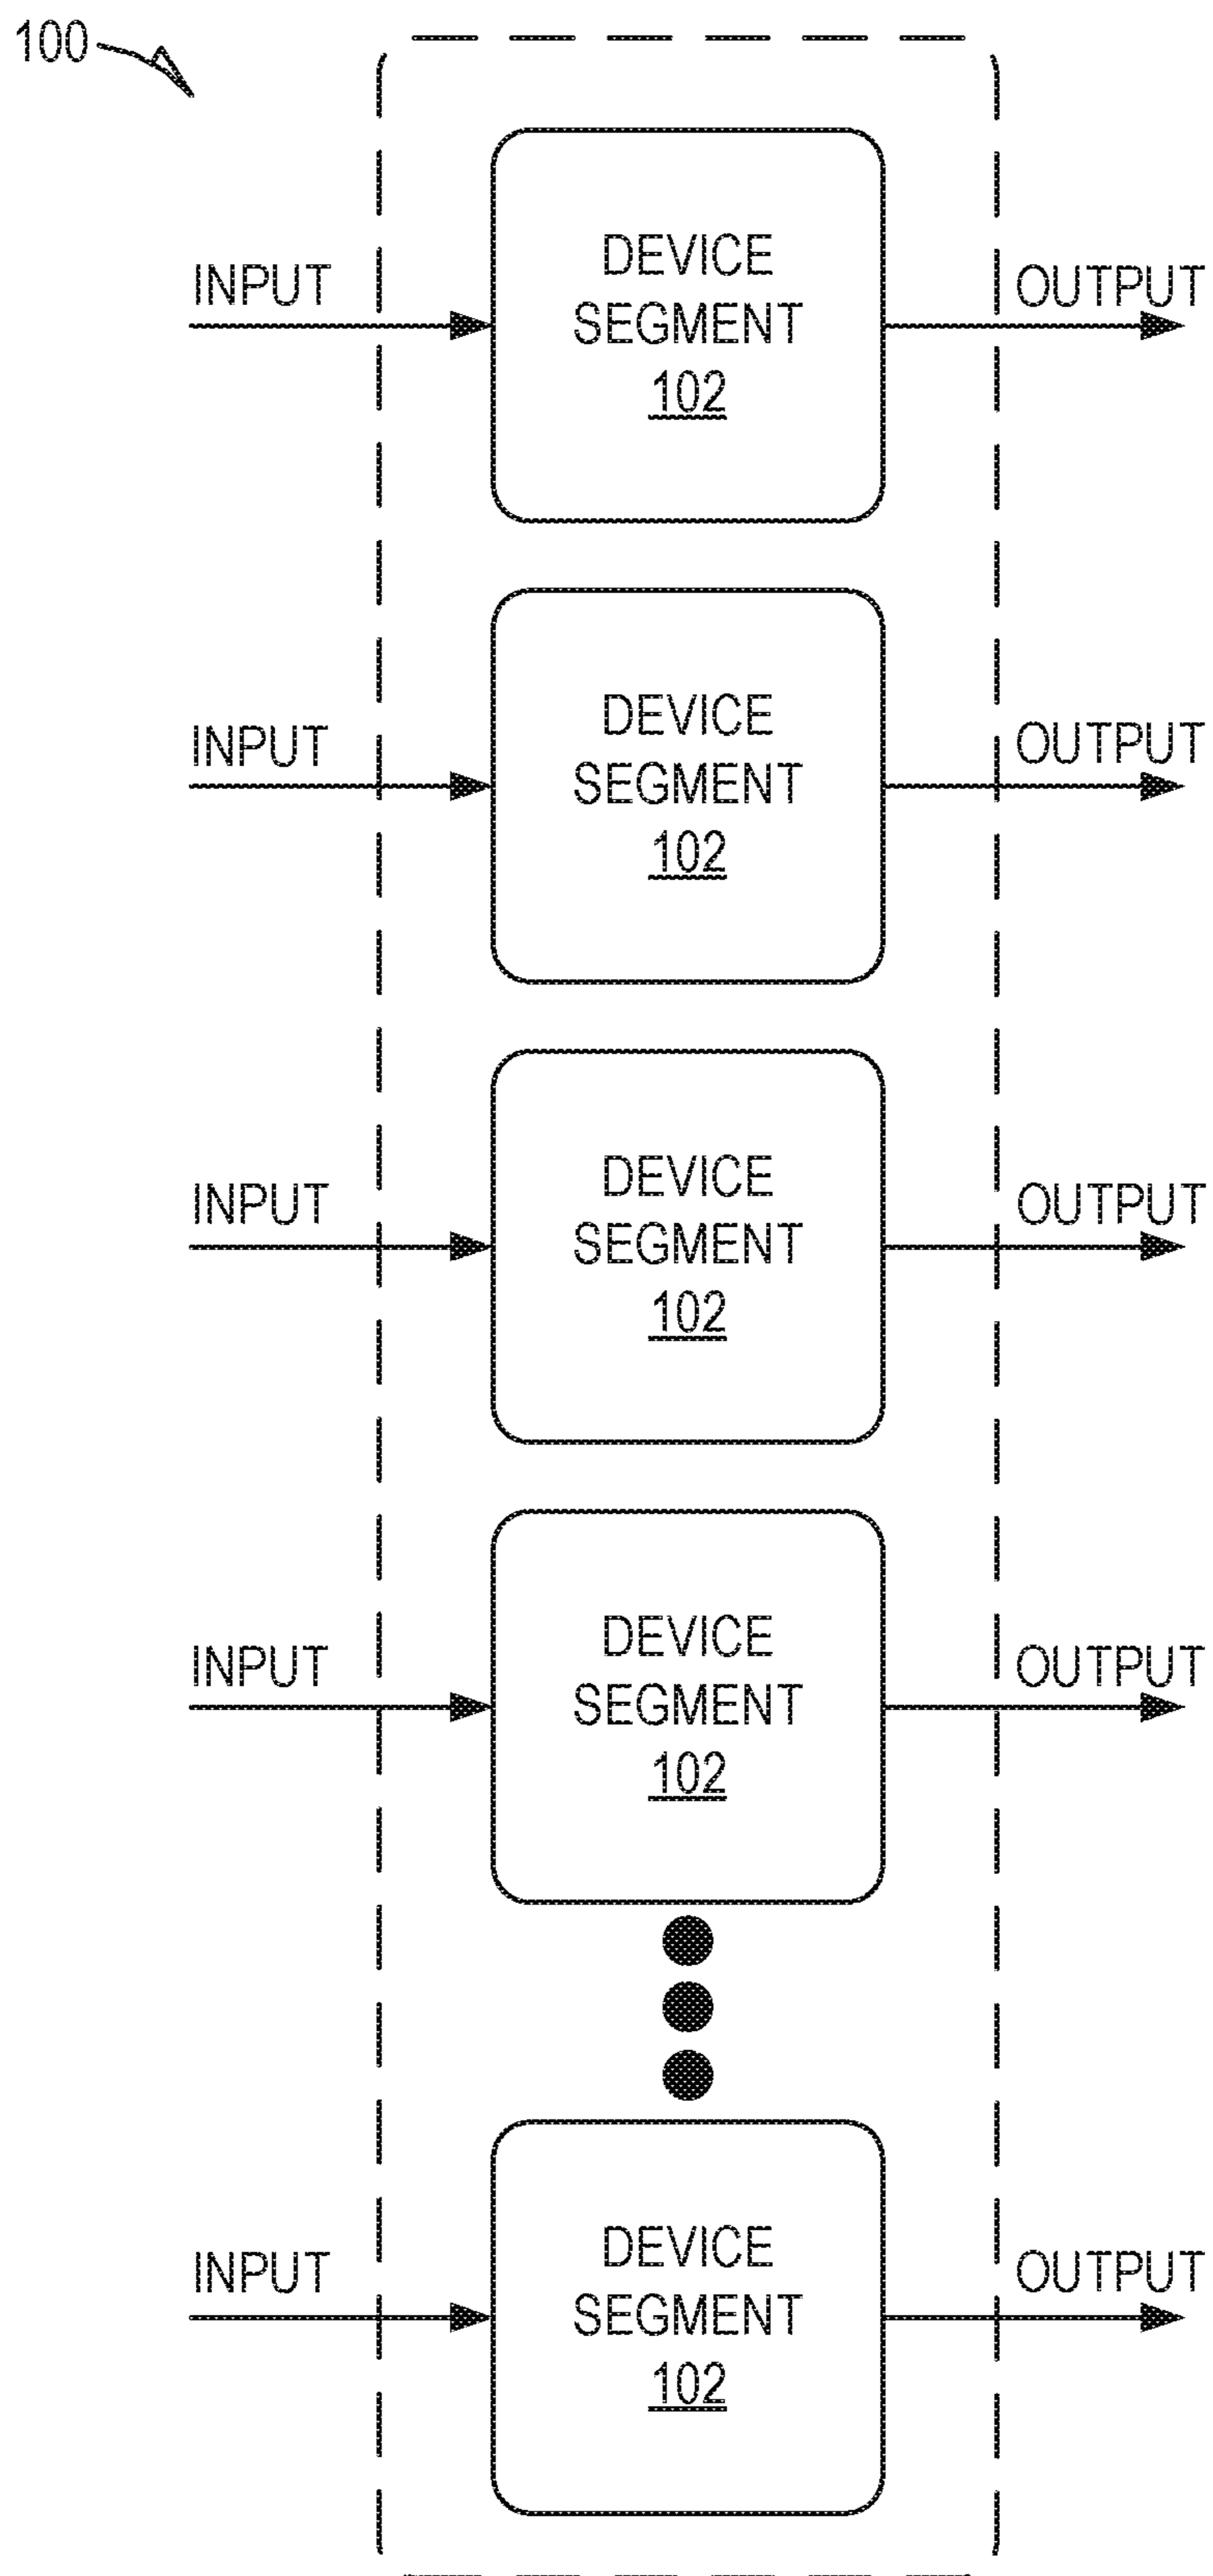 100
DEVICE
INPUT
OUTPUT
SEGMENT
102
DEVICE
INPUT
OUTPUT
SEGMENT
102
DEVICE
INPUT
OUTPUT
SEGMENT
102
DEVICE
INPUT
OUTPUT
SEGMENT
102
DEVICE
INPUT
OUTPUT
SEGMENT
102